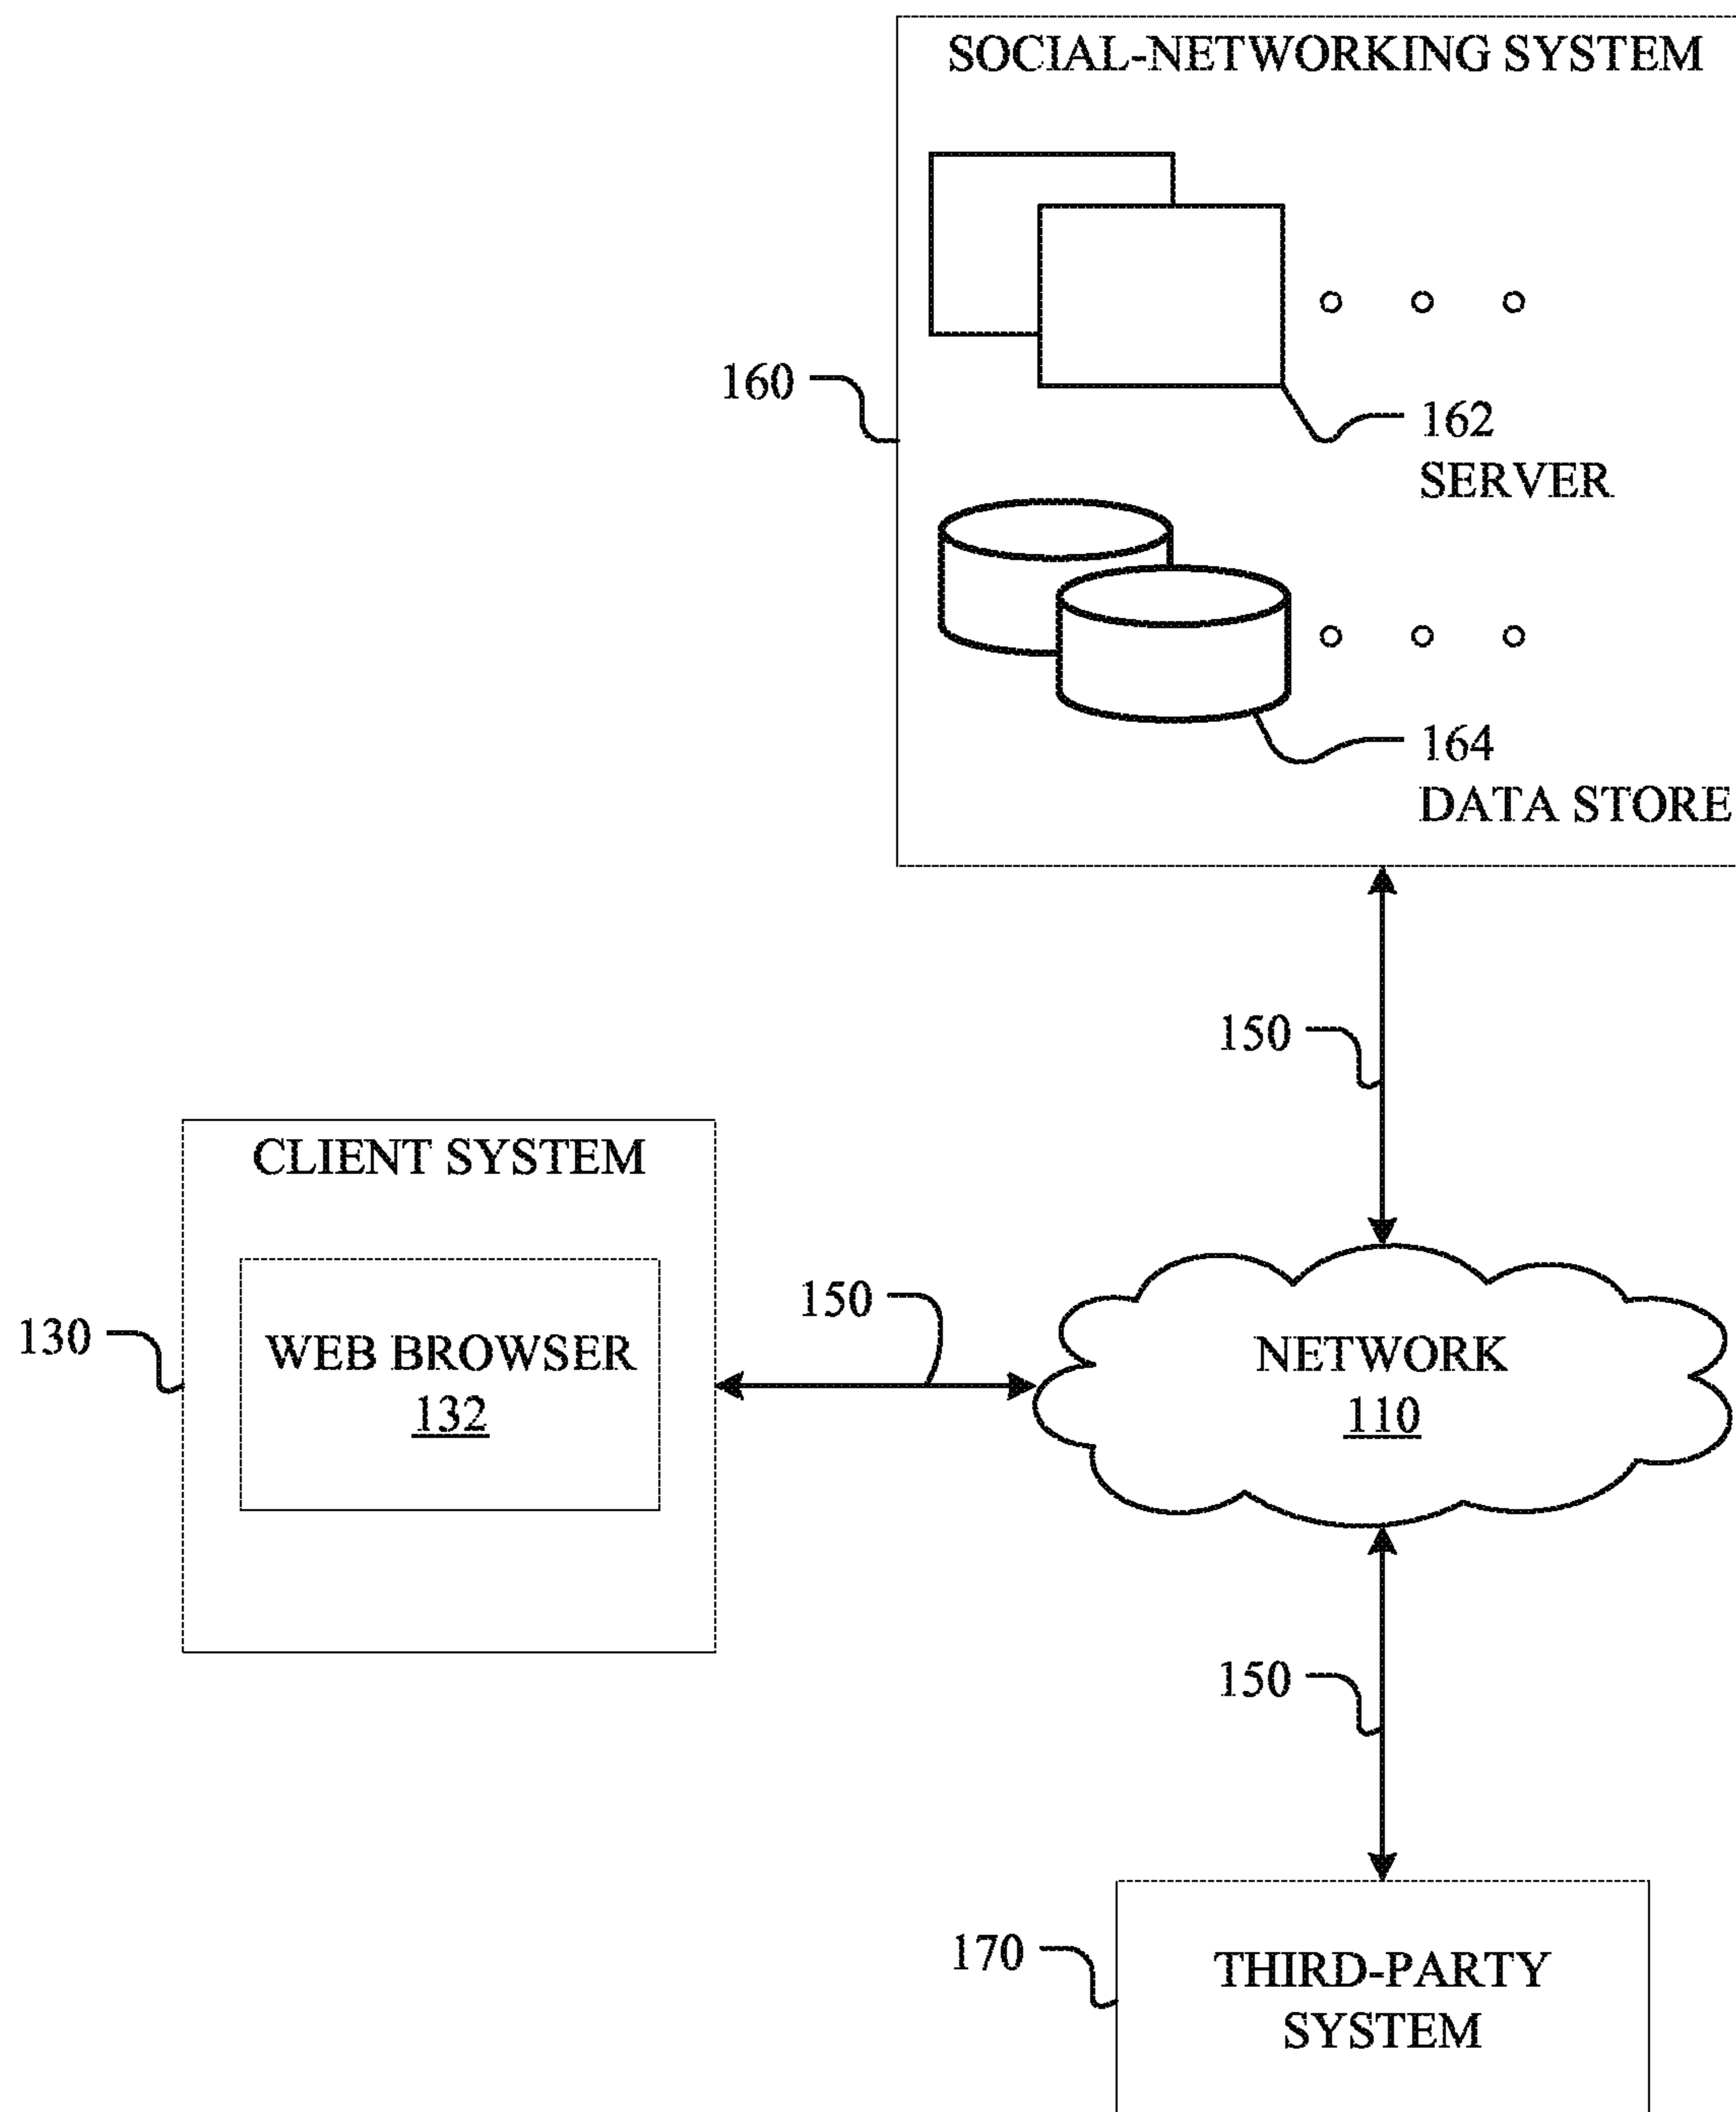 SOCIAL-NETWORKING SYSTEM
160
162
SERVER
164
DATA STORE
150
CLIENT SYSTEM
130
WEB BROWSER
132
150
NETWORK
110
150
170
THIRD-PARTY
SYSTEM